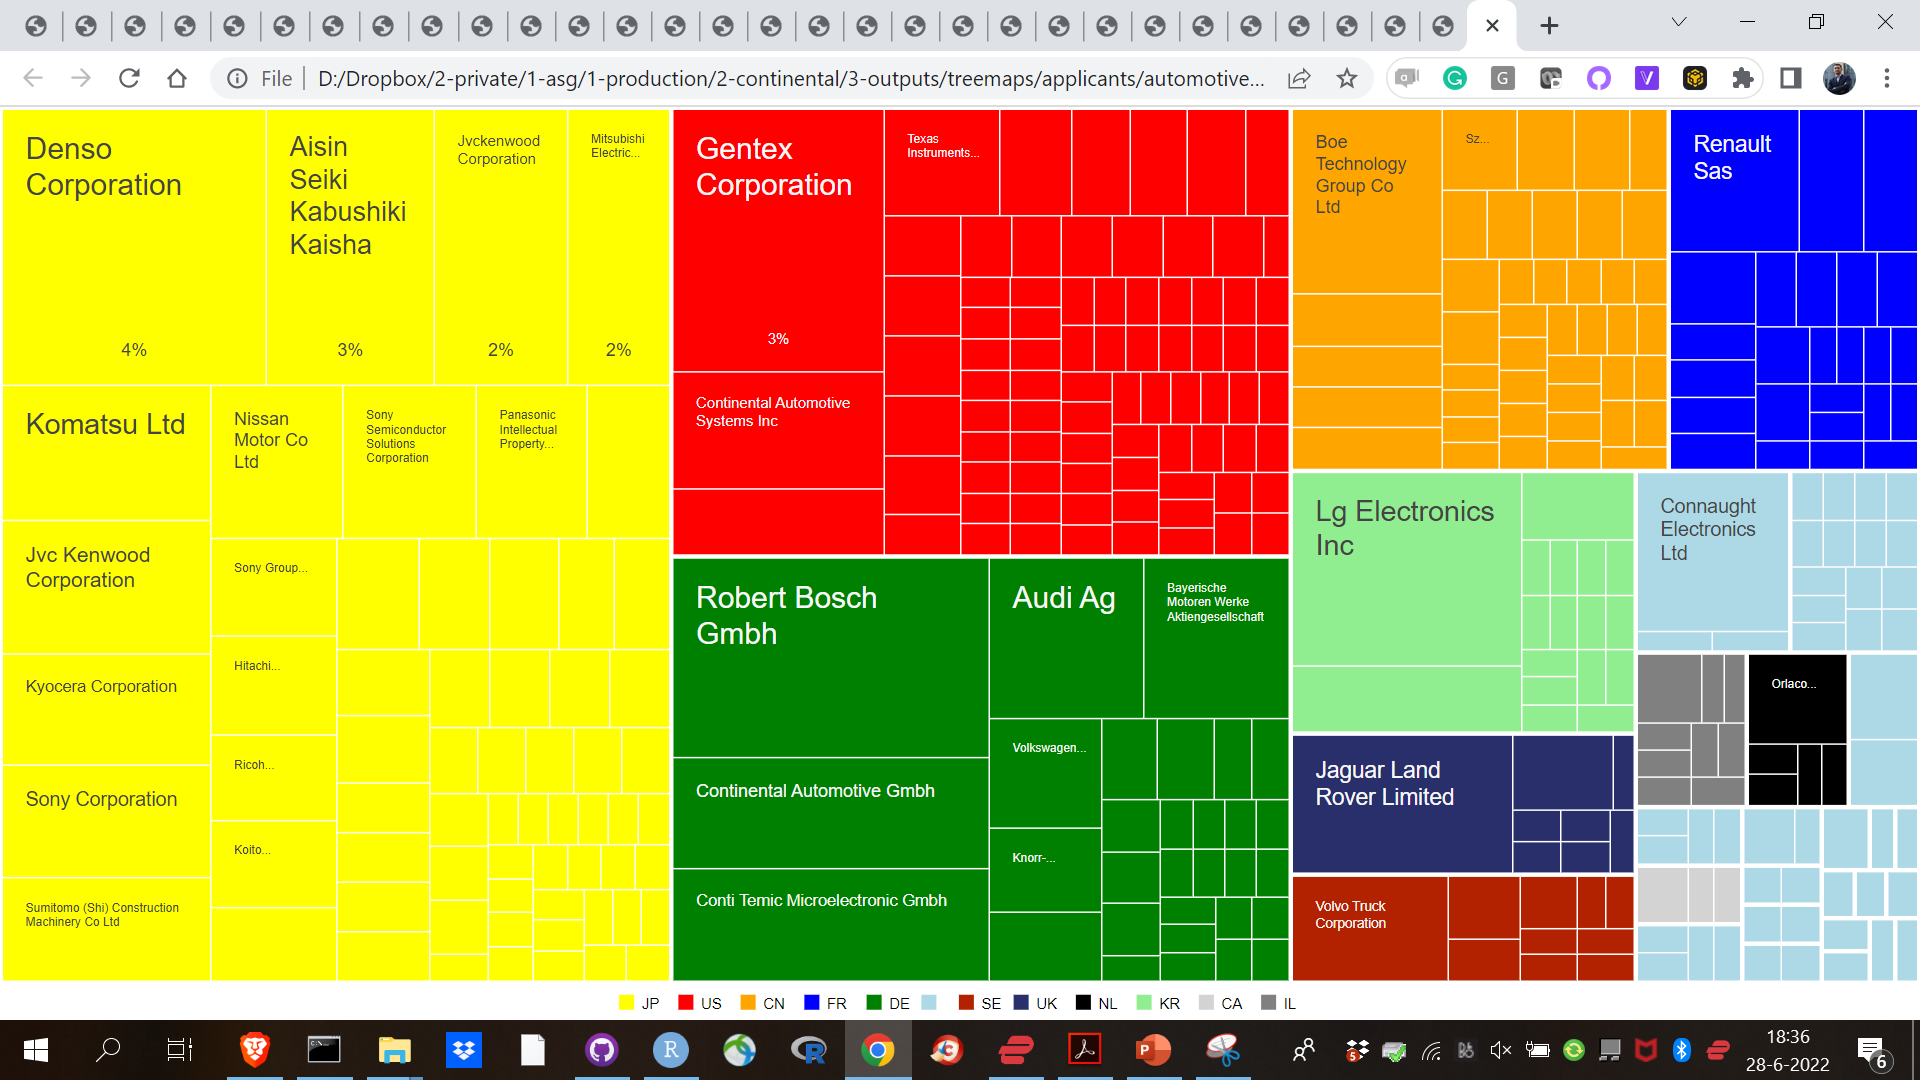 File
D:/Dropbox/2-private/1-asg/1-production/2-continental/3-outputs/treemaps/applicants/automotive...
Denso
Corporation
4%
Aisin
Seiki
Kabushiki
Kaisha
3%
Jvckenwood
Corporation
2%
Mitsubishi
Electric...
2%
Komatsu Ltd
Nissan
Motor Co
Ltd
Sony
Semiconductor
Solutions
Corporation
Panasonic
Intellectual
Property...
Jvc Kenwood
Corporation
Sony Group...
Kyocera Corporation
Hitachi...
Sony Corporation
Ricoh...
Koito...
Sumitomo (Shi) Construction
Machinery Co Ltd
Gentex
Corporation
3%
Texas
Instruments...
Continental Automotive
Systems Inc
Robert Bosch
Gmbh
Audi Ag
Bayerische
Motoren Werke
Aktiengesellschaft
Continental Automotive Gmbh
Volkswagen...
Knorr-...
Conti Temic Microelectronic Gmbh
Boe
Technology
Group Co
Ltd
Sz...
Renault
Sas
Lg Electronics
Inc
Connaught
Electronics
Ltd
Orlaco...
Jaguar Land
Rover Limited
Volvo Truck
Corporation
JP US CN FR DE SE UK NL KR CA IL
18:36
28-6-2022
6